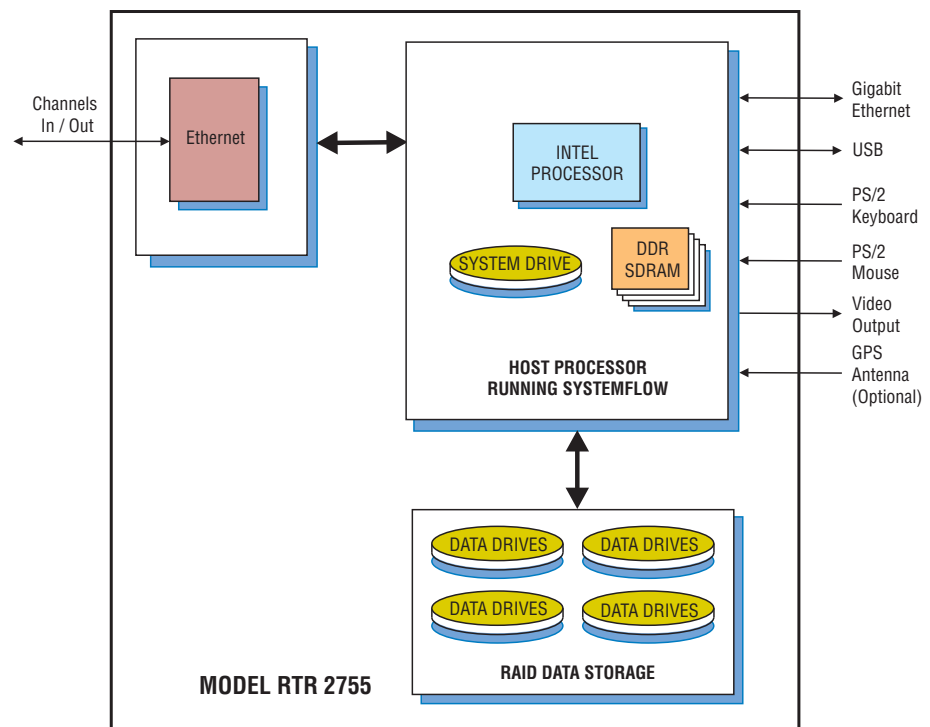 Channels
In / Out
Ethernet
INTEL
PROCESSOR
SYSTEM DRIVE
DDR
SDRAM
HOST PROCESSOR
RUNNING SYSTEMFLOW
Gigabit
Ethernet
USB
PS/2
Keyboard
PS/2
Mouse
Video
Output
GPS
Antenna
(Optional)
DATA DRIVES
DATA DRIVES
DATA DRIVES
DATA DRIVES
RAID DATA STORAGE
MODEL RTR 2755